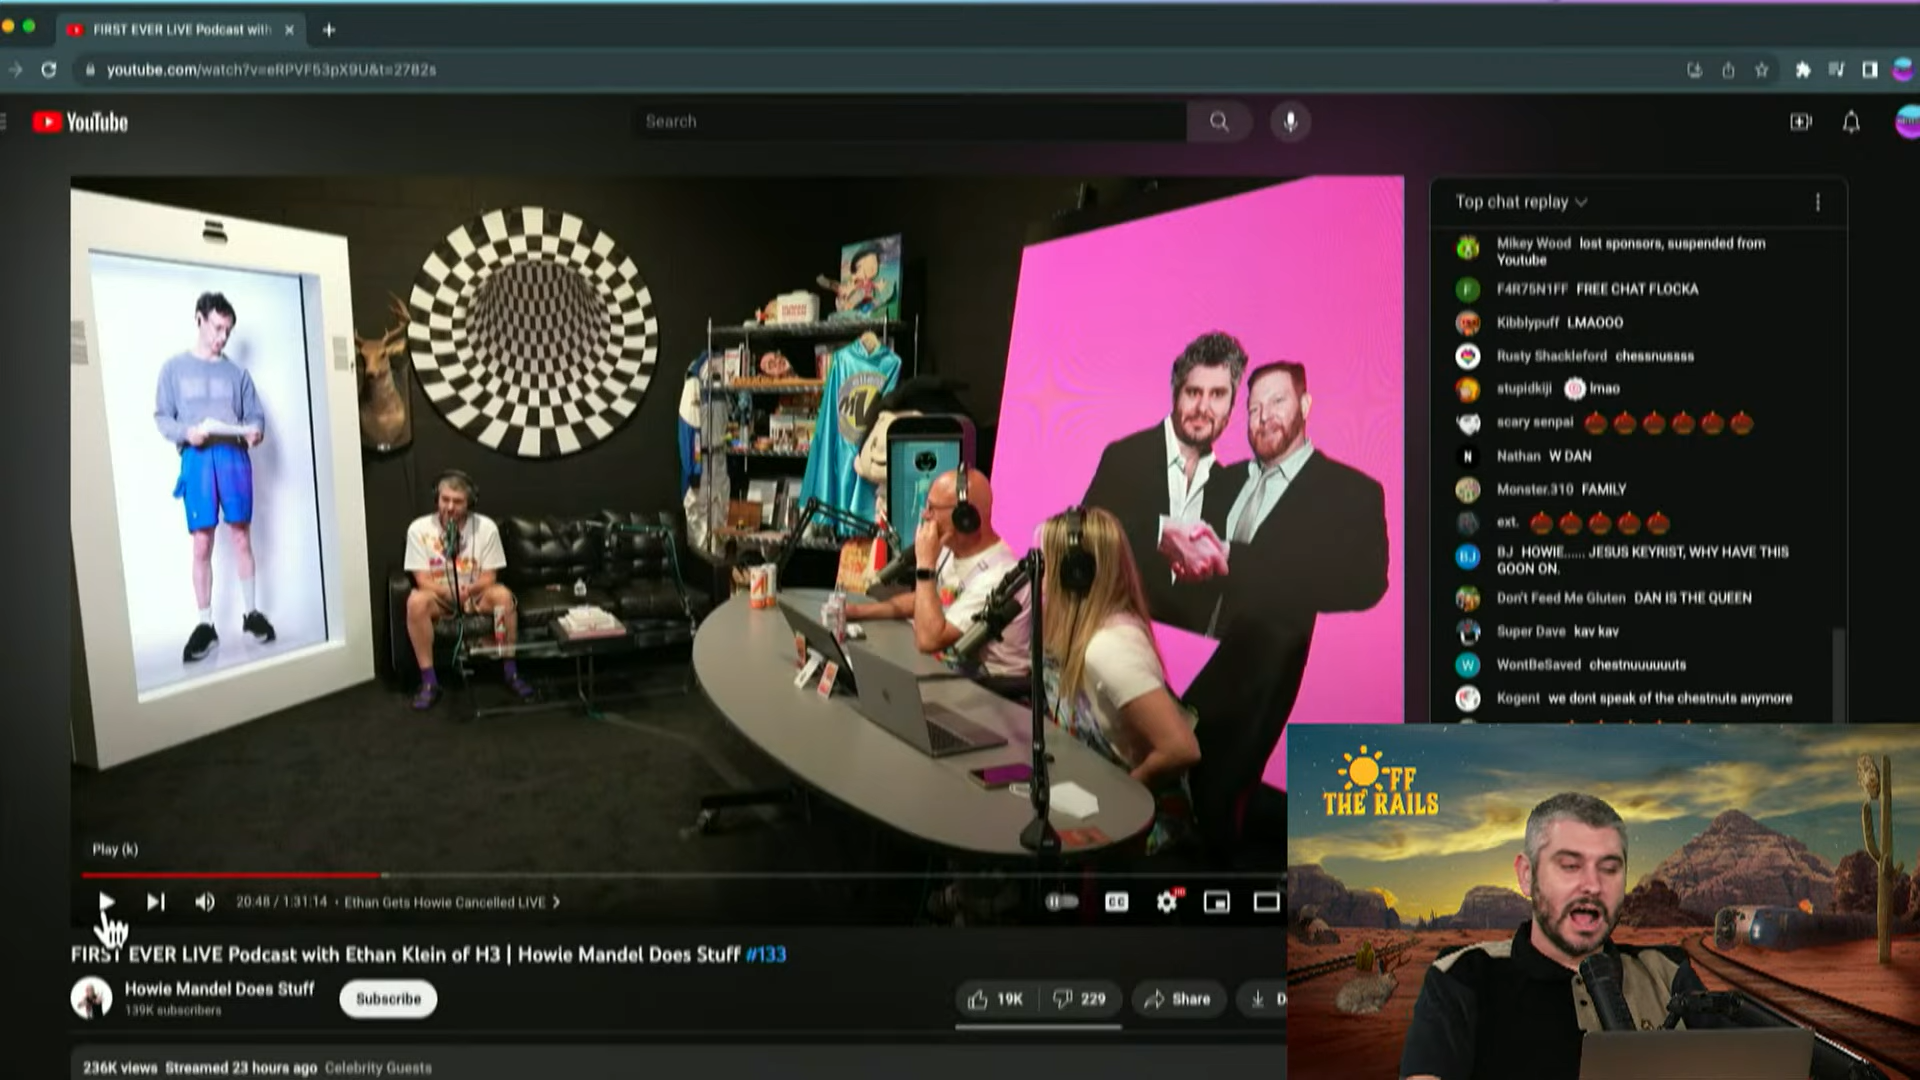 FIRST EVER LIVE Podcast with
youtube.com/watch?v=eRPVF53pX9U&t=2782s
YouTube
Search
Top chat replay
Mikey Wood lost sponsors, suspended from
Youtube
F4R75N1FF FREE CHAT FLOCKA
Kibblypuff LMAOOO
Rusty Shackleford chessnussss
stupidkiji lmao
scary senpai
N Nathan W DAN
Monster.310 FAMILY
ext.
BJ BJ HOWIE...... JESUS KEYRIST, WHY HAVE THIS
GOON ON.
Don't Feed Me Gluten DAN IS THE QUEEN
Super Dave kav kav
W WontBeSaved chestnuuuuuts
Kogent we dont speak of the chestnuts anymore
OFF
THE RAILS
Play (k)
20:48 / 1:31:14 • Ethan Gets Howie Cancelled LIVE
CC
FIRST EVER LIVE Podcast with Ethan Klein of H3 | Howie Mandel Does Stuff #133
Howie Mandel Does Stuff
139K subscribers
Subscribe
19K
229
Share
D
236K views Streamed 23 hours ago Celebrity Guests